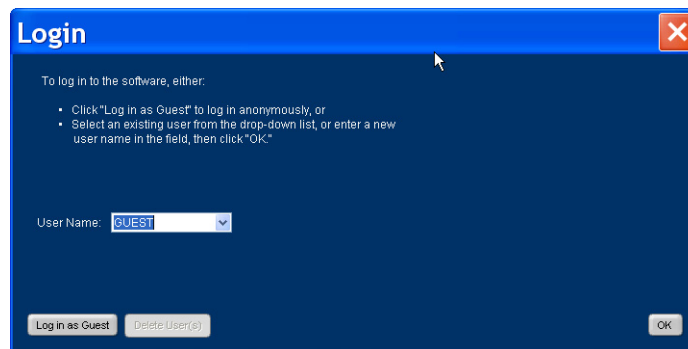 Login
To log in to the software, either:
• Click "Log in as Guest" to log in anonymously, or
• Select an existing user from the drop-down list, or enter a new
user name in the field, then click "OK."
User Name: GUEST
Log in as Guest Delete User(s) OK